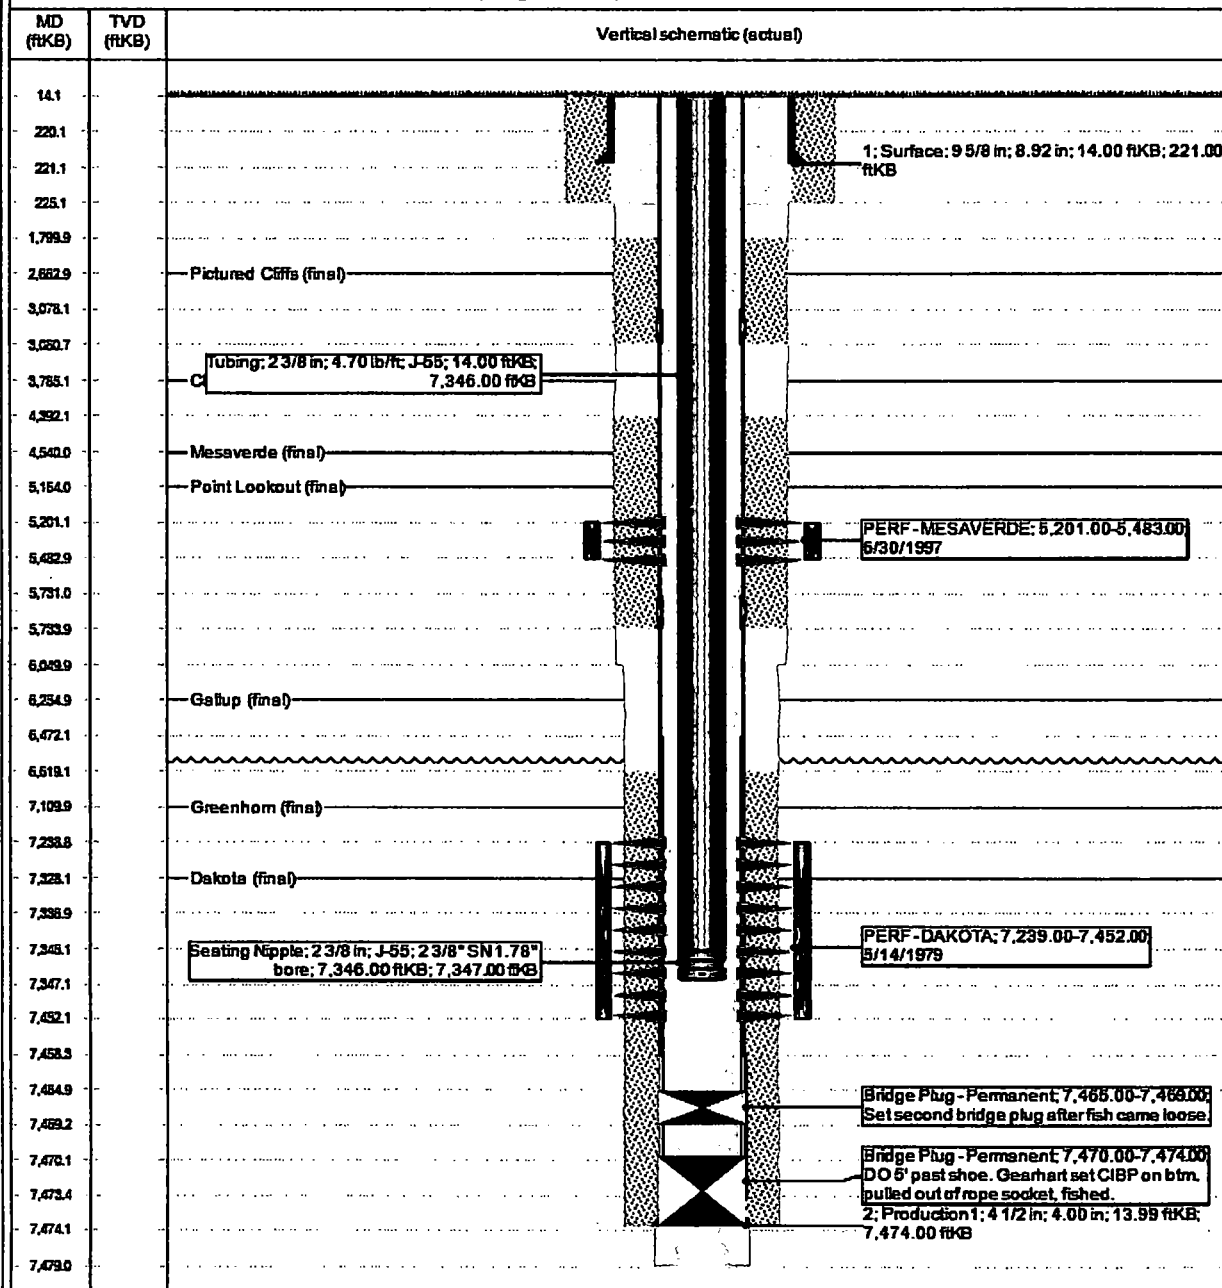 MD (ftKB)
TVD (ftKB)
Vertical schematic (actual)
14.1
220.1
221.1
225.1
1,799.9
2,662.9
3,078.1
3,080.7
3,785.1
4,392.1
4,540.0
5,154.0
5,201.1
5,482.9
5,731.0
5,733.9
6,049.9
6,254.9
6,472.1
6,519.1
7,109.9
7,238.8
7,328.1
7,336.9
7,346.1
7,347.1
7,452.1
7,458.3
7,464.9
7,469.2
7,470.1
7,473.4
7,474.1
7,479.0
1; Surface; 9 5/8 in; 8.92 in; 14.00 ftKB; 221.00
ftKB
Pictured Cliffs (final)
Tubing; 2 3/8 in; 4.70 lb/ft; J-55; 14.00 ftKB;
7,346.00 ftKB
Mesaverde (final)
Point Lookout (final)
PERF - MESAVERDE; 5,201.00-5,483.00;
5/30/1997
Gallup (final)
Greenhorn (final)
Dakota (final)
Seating Nipple; 2 3/8 in; J-55; 2 3/8" SN 1.78"
bore; 7,346.00 ftKB; 7,347.00 ftKB
PERF - DAKOTA; 7,239.00-7,452.00;
5/14/1979
Bridge Plug - Permanent; 7,465.00-7,469.00;
Set second bridge plug after fish came loose.
Bridge Plug - Permanent; 7,470.00-7,474.00;
DO 5' past shoe. Gearhart set CIBP on btm,
pulled out of rope socket, fished.
2; Production1; 4 1/2 in; 4.00 in; 13.99 ftKB;
7,474.00 ftKB